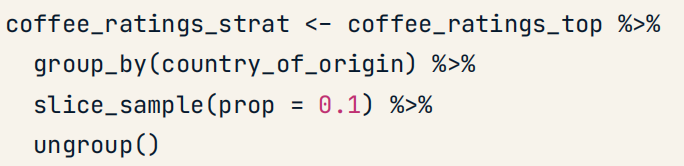 coffee_ratings_strat <- coffee_ratings_top %>%
  group_by(country_of_origin) %>%
  slice_sample(prop = 0.1) %>%
  ungroup()